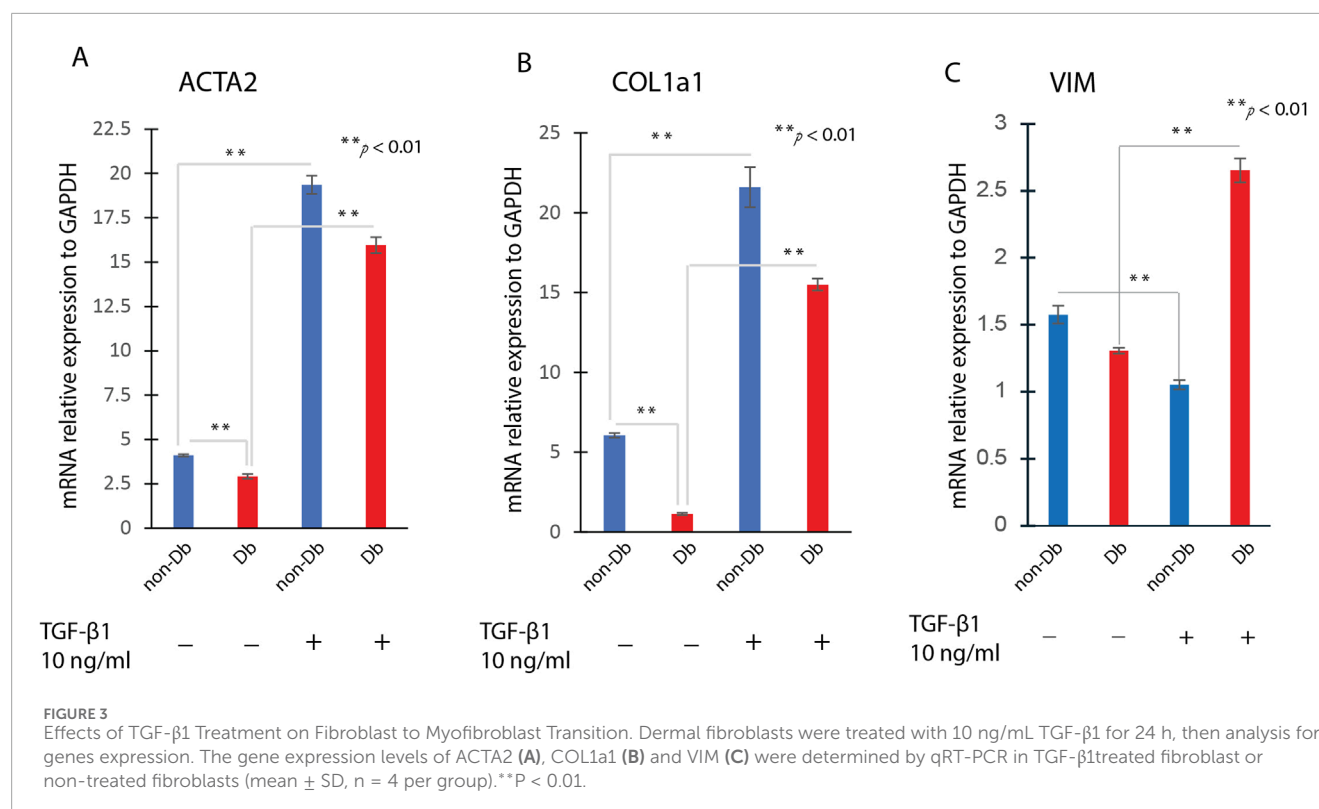 A
ACTA2
mRNA relative expression to GAPDH
22.5
20
17.5
15
12.5
10
7.5
5
2.5
0
**p < 0.01
**
**
**
non-Db
Db
non-Db
Db
TGF-β1
10 ng/ml
– – + +
B
COL1a1
mRNA relative expression to GAPDH
25
20
15
10
5
0
**p < 0.01
**
**
**
non-Db
Db
non-Db
Db
TGF-β1
10 ng/ml
– – + +
C
VIM
mRNA relative expression to GAPDH
3
2.5
2
1.5
1
0.5
0
**p < 0.01
**
**
non-Db
Db
non-Db
Db
TGF-β1
10 ng/ml
– – + +
FIGURE 3
Effects of TGF-β1 Treatment on Fibroblast to Myofibroblast Transition. Dermal fibroblasts were treated with 10 ng/mL TGF-β1 for 24 h, then analysis for
genes expression. The gene expression levels of ACTA2 (A), COL1a1 (B) and VIM (C) were determined by qRT-PCR in TGF-β1treated fibroblast or
non-treated fibroblasts (mean ± SD, n = 4 per group).**P < 0.01.